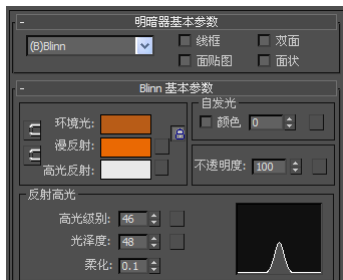 - 明暗器基本参数
(B)Blinn 线框 双面
面贴图 面状
- Blinn 基本参数
自发光
环境光: 颜色 0
漫反射:
高光反射: 不透明度: 100
反射高光
高光级别: 46
光泽度: 48
柔化: 0.1